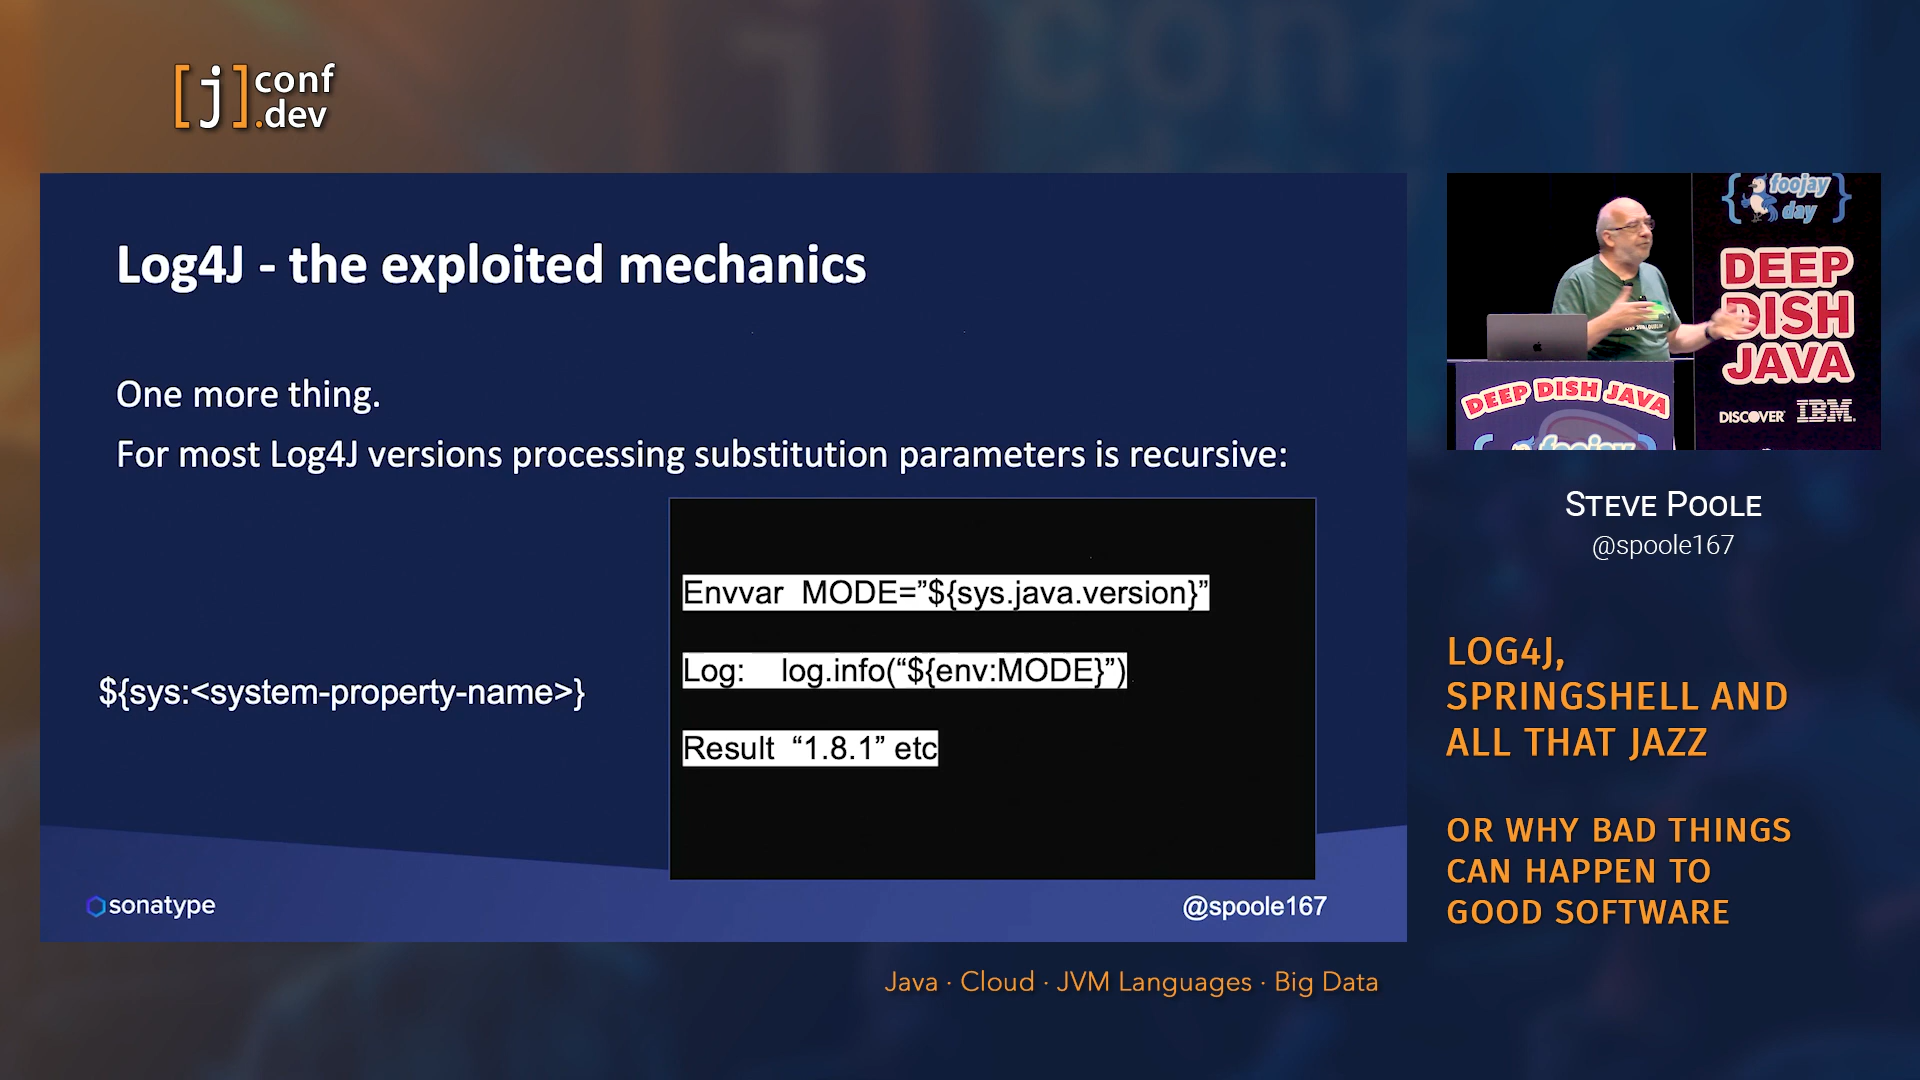 [j] conf
.dev
Log4J - the exploited mechanics
One more thing.
For most Log4J versions processing substitution parameters is recursive:
${sys:<system-property-name>}
Envvar MODE=”${sys.java.version}”
Log: log.info(“${env:MODE}”)
Result “1.8.1” etc
sonatype
@spoole167
{foojay
day}
DEEP
DISH
JAVA
DISCOVER IBM.
DEEP DISH JAVA
{foojay
STEVE POOLE
@spoole167
LOG4J,
SPRINGSHELL AND
ALL THAT JAZZ
OR WHY BAD THINGS
CAN HAPPEN TO
GOOD SOFTWARE
Java · Cloud · JVM Languages · Big Data